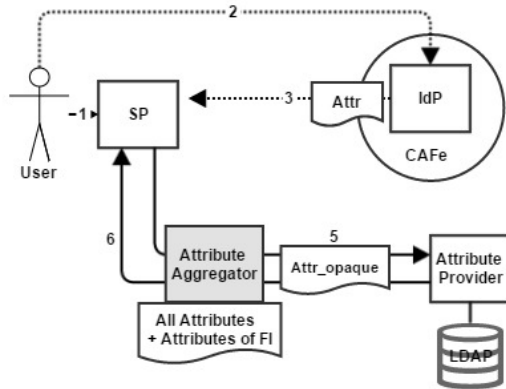 2
1
SP
3
Attr
IdP
CAFe
User
6
Attribute
Aggregator
5
Attr_opaque
Attribute
Provider
All Attributes
+ Attributes of FI
LDAP